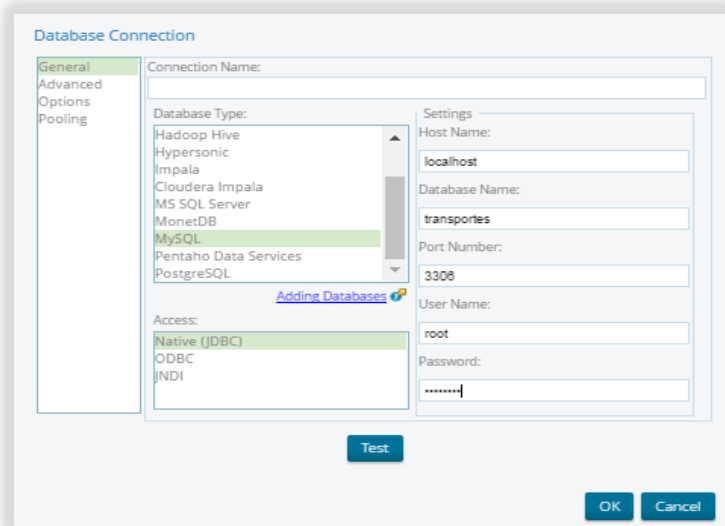 Database Connection
General
Advanced
Options
Pooling
Connection Name:
Database Type:
Hadoop Hive
Hypersonic
Impala
Cloudera Impala
MS SQL Server
MonetDB
MySQL
Pentaho Data Services
PostgreSQL
Adding Databases
Access:
Native (JDBC)
ODBC
JNDI
Settings
Host Name:
localhost
Database Name:
transportes
Port Number:
3306
User Name:
root
Password:
••••••••
Test
OK
Cancel